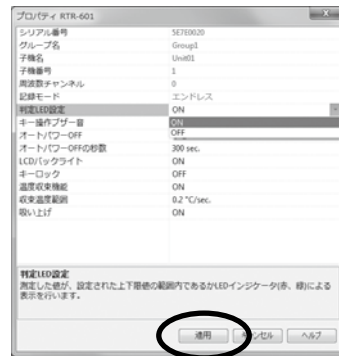 プロパティ RTR-601
シリアル番号 5E7E0020
グループ名 Group1
子機名 Unit01
子機番号 1
周波数チャンネル 0
記録モード エンドレス
判定LED設定 ON
キー操作ブザー音 ON
オートパワーOFF OFF
オートパワーOFFの秒数 300 sec.
LCDバックライト ON
キーロック OFF
温度収束機能 ON
収束温度範囲 0.2 °C/sec.
吸い上げ ON
判定LED設定
測定した値が、設定された上下限値の範囲内であるかLEDインジケータ(赤、緑)による
表示を行います。
適用 キャンセル ヘルプ